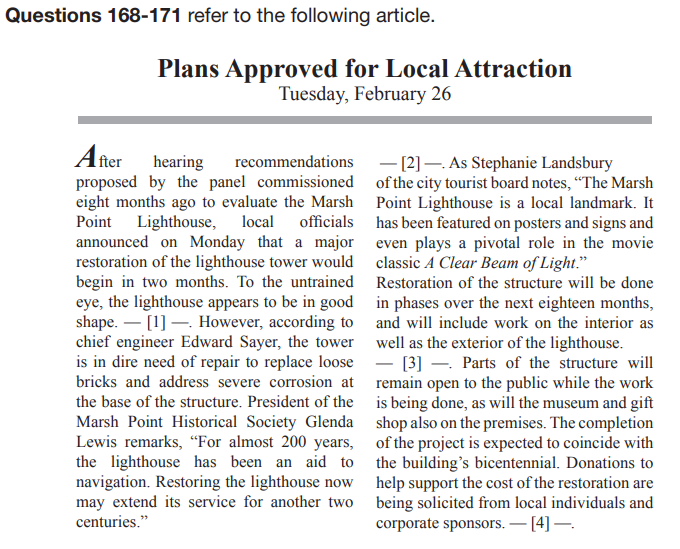 Questions 168-171 refer to the following article.
Plans Approved for Local Attraction
Tuesday, February 26
After hearing recommendations
proposed by the panel commissioned
eight months ago to evaluate the Marsh
Point Lighthouse, local officials
announced on Monday that a major
restoration of the lighthouse tower would
begin in two months. To the untrained
eye, the lighthouse appears to be in good
shape. — [1] —. However, according to
chief engineer Edward Sayer, the tower
is in dire need of repair to replace loose
bricks and address severe corrosion at
the base of the structure. President of the
Marsh Point Historical Society Glenda
Lewis remarks, “For almost 200 years,
the lighthouse has been an aid to
navigation. Restoring the lighthouse now
may extend its service for another two
centuries.”
— [2] —. As Stephanie Landsbury
of the city tourist board notes, “The Marsh
Point Lighthouse is a local landmark. It
has been featured on posters and signs and
even plays a pivotal role in the movie
classic A Clear Beam of Light.”
Restoration of the structure will be done
in phases over the next eighteen months,
and will include work on the interior as
well as the exterior of the lighthouse.
— [3] —. Parts of the structure will
remain open to the public while the work
is being done, as will the museum and gift
shop also on the premises. The completion
of the project is expected to coincide with
the building’s bicentennial. Donations to
help support the cost of the restoration are
being solicited from local individuals and
corporate sponsors. — [4] —.